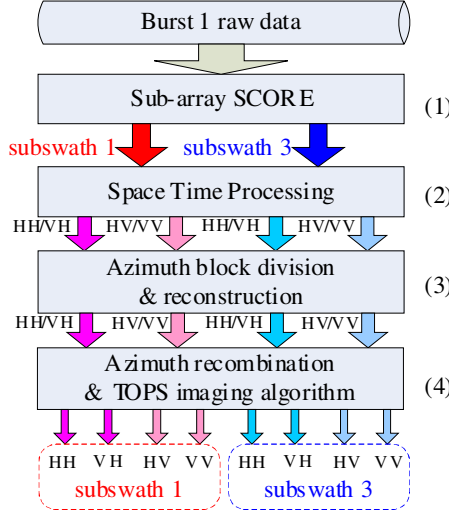 Burst 1 raw data
Sub-array SCORE
(1)
subswath 1
subswath 3
Space Time Processing
(2)
HH/VH HV/VV HH/VH HV/VV
Azimuth block division
& reconstruction
(3)
HH/VH HV/VV HH/VH HV/VV
Azimuth recombination
& TOPS imaging algorithm
(4)
HH VH HV VV HH VH HV VV
subswath 1
subswath 3